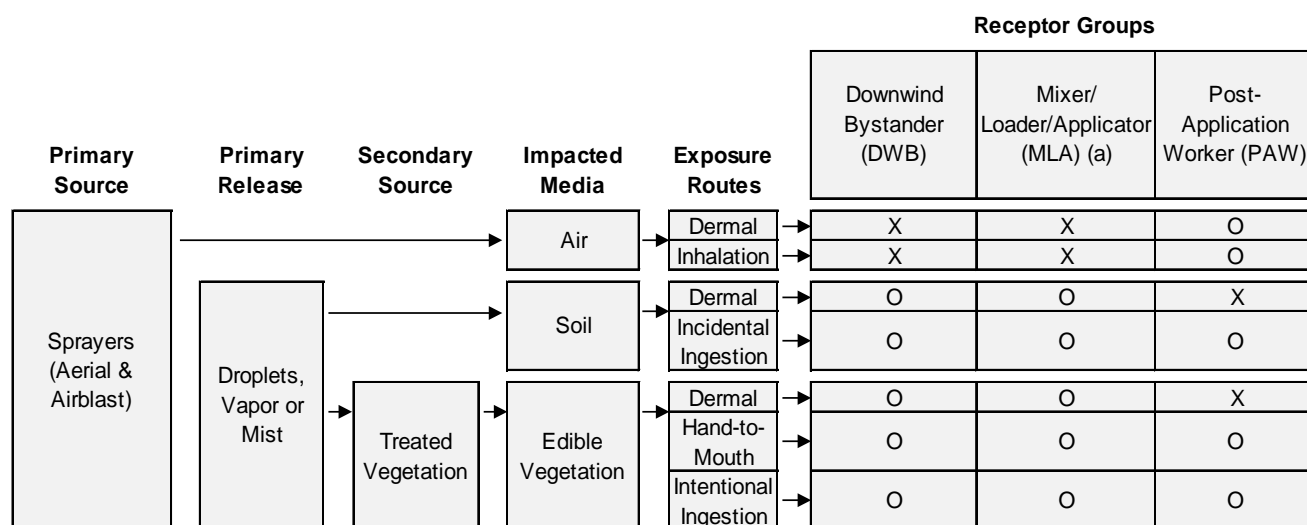 Receptor Groups
Downwind
Bystander
(DWB)
Mixer/
Loader/Applicator
(MLA) (a)
Post-
Application
Worker (PAW)
Primary
Source
Primary
Release
Secondary
Source
Impacted
Media
Exposure
Routes
Sprayers
(Aerial &
Airblast)
Droplets,
Vapor or
Mist
Treated
Vegetation
Air
Dermal X X O
Inhalation X X O
Soil
Dermal O O X
Incidental
Ingestion O O O
Edible
Vegetation
Dermal O O X
Hand-to-
Mouth O O O
Intentional
Ingestion O O O